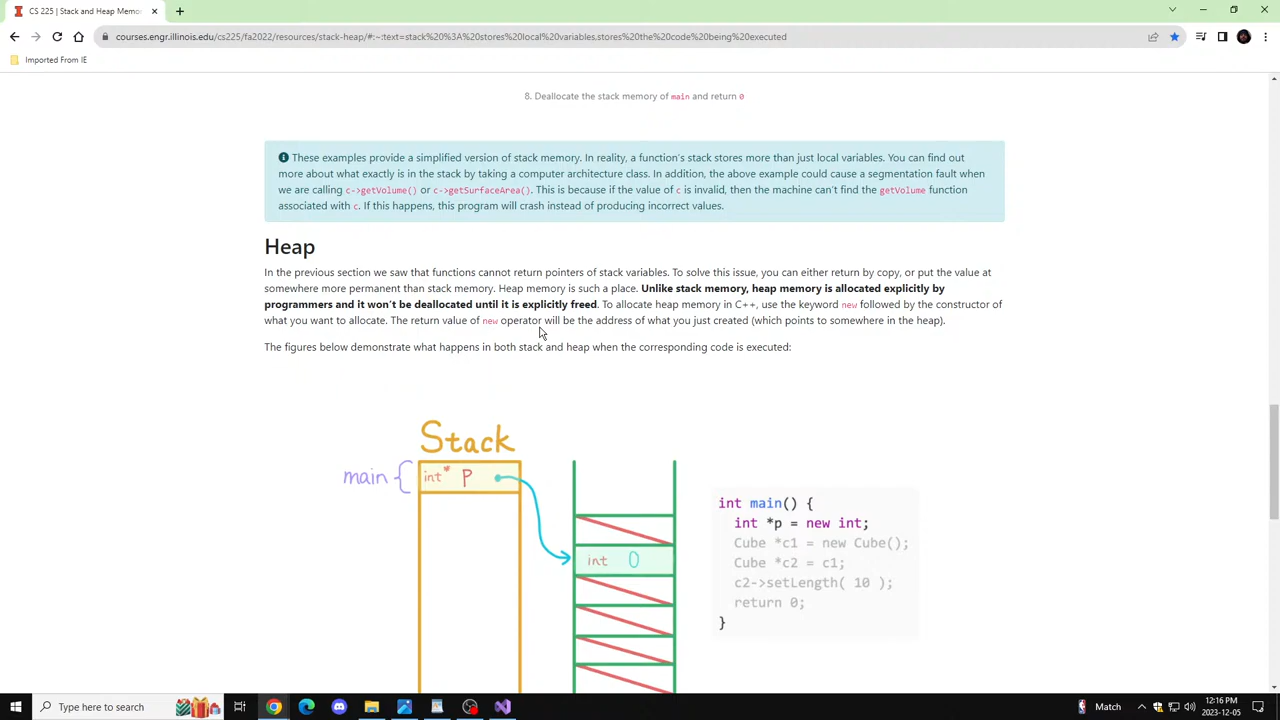 CS 225 | Stack and Heap Memo
courses.engr.illinois.edu/cs225/fa2022/resources/stack-heap/#:~:text=stack%20%3A%20stores%20local%20variables,stores%20the%20code%20being%20executed
Imported From IE
8. Deallocate the stack memory of main and return 0
These examples provide a simplified version of stack memory. In reality, a function's stack stores more than just local variables. You can find out
more about what exactly is in the stack by taking a computer architecture class. In addition, the above example could cause a segmentation fault when
we are calling c->getVolume() or c->getSurfaceArea(). This is because if the value of c is invalid, then the machine can't find the getVolume function
associated with c. If this happens, this program will crash instead of producing incorrect values.
Heap
In the previous section we saw that functions cannot return pointers of stack variables. To solve this issue, you can either return by copy, or put the value at
somewhere more permanent than stack memory. Heap memory is such a place. Unlike stack memory, heap memory is allocated explicitly by
programmers and it won't be deallocated until it is explicitly freed. To allocate heap memory in C++, use the keyword new followed by the constructor of
what you want to allocate. The return value of new operator will be the address of what you just created (which points to somewhere in the heap).
The figures below demonstrate what happens in both stack and heap when the corresponding code is executed:
Stack
main
int* P
int 0
int main() {
int *p = new int;
Cube *c1 = new Cube();
Cube *c2 = c1;
c2->setLength( 10 );
return 0;
}
Type here to search
Match
12:16 PM
2023-12-05